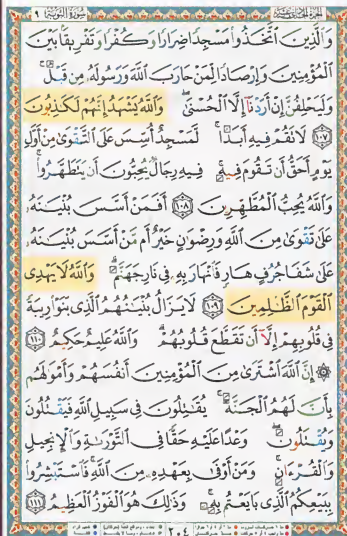 الجزء الحادي عشر سورة التوبة ٩
وَالَّذِينَ اتَّخَذُوا مَسْجِدًا ضِرَارًا وَكُفْرًا وَتَفْرِيقًا بَيْنَ
الْمُؤْمِنِينَ وَإِرْصَادًا لِّمَنْ حَارَبَ اللَّهَ وَرَسُولَهُ مِن قَبْلُ ۚ
وَلَيَحْلِفُنَّ إِنْ أَرَدْنَا إِلَّا الْحُسْنَىٰ ۖ وَاللَّهُ يَشْهَدُ إِنَّهُمْ لَكَاذِبُونَ
﴿١٠٧﴾ لَا تَقُمْ فِيهِ أَبَدًا ۚ لَّمَسْجِدٌ أُسِّسَ عَلَى التَّقْوَىٰ مِنْ أَوَّلِ
يَوْمٍ أَحَقُّ أَن تَقُومَ فِيهِ ۚ فِيهِ رِجَالٌ يُحِبُّونَ أَن يَتَطَهَّرُوا ۚ
وَاللَّهُ يُحِبُّ الْمُطَّهِّرِينَ ﴿١٠٨﴾ أَفَمَنْ أَسَّسَ بُنْيَانَهُ
عَلَىٰ تَقْوَىٰ مِنَ اللَّهِ وَرِضْوَانٍ خَيْرٌ أَم مَّنْ أَسَّسَ بُنْيَانَهُ
عَلَىٰ شَفَا جُرُفٍ هَارٍ فَانْهَارَ بِهِ فِي نَارِ جَهَنَّمَ ۗ وَاللَّهُ لَا يَهْدِي
الْقَوْمَ الظَّالِمِينَ ﴿١٠٩﴾ لَا يَزَالُ بُنْيَانُهُمُ الَّذِي بَنَوْا رِيبَةً
فِي قُلُوبِهِمْ إِلَّا أَن تَقَطَّعَ قُلُوبُهُمْ ۗ وَاللَّهُ عَلِيمٌ حَكِيمٌ ﴿١١٠﴾
۞ إِنَّ اللَّهَ اشْتَرَىٰ مِنَ الْمُؤْمِنِينَ أَنفُسَهُمْ وَأَمْوَالَهُم
بِأَنَّ لَهُمُ الْجَنَّةَ ۚ يُقَاتِلُونَ فِي سَبِيلِ اللَّهِ فَيَقْتُلُونَ
وَيُقْتَلُونَ ۖ وَعْدًا عَلَيْهِ حَقًّا فِي التَّوْرَاةِ وَالْإِنجِيلِ
وَالْقُرْآنِ ۚ وَمَنْ أَوْفَىٰ بِعَهْدِهِ مِنَ اللَّهِ ۚ فَاسْتَبْشِرُوا
بِبَيْعِكُمُ الَّذِي بَايَعْتُم بِهِ ۚ وَذَٰلِكَ هُوَ الْفَوْزُ الْعَظِيمُ ﴿١١١﴾
٢٠٤